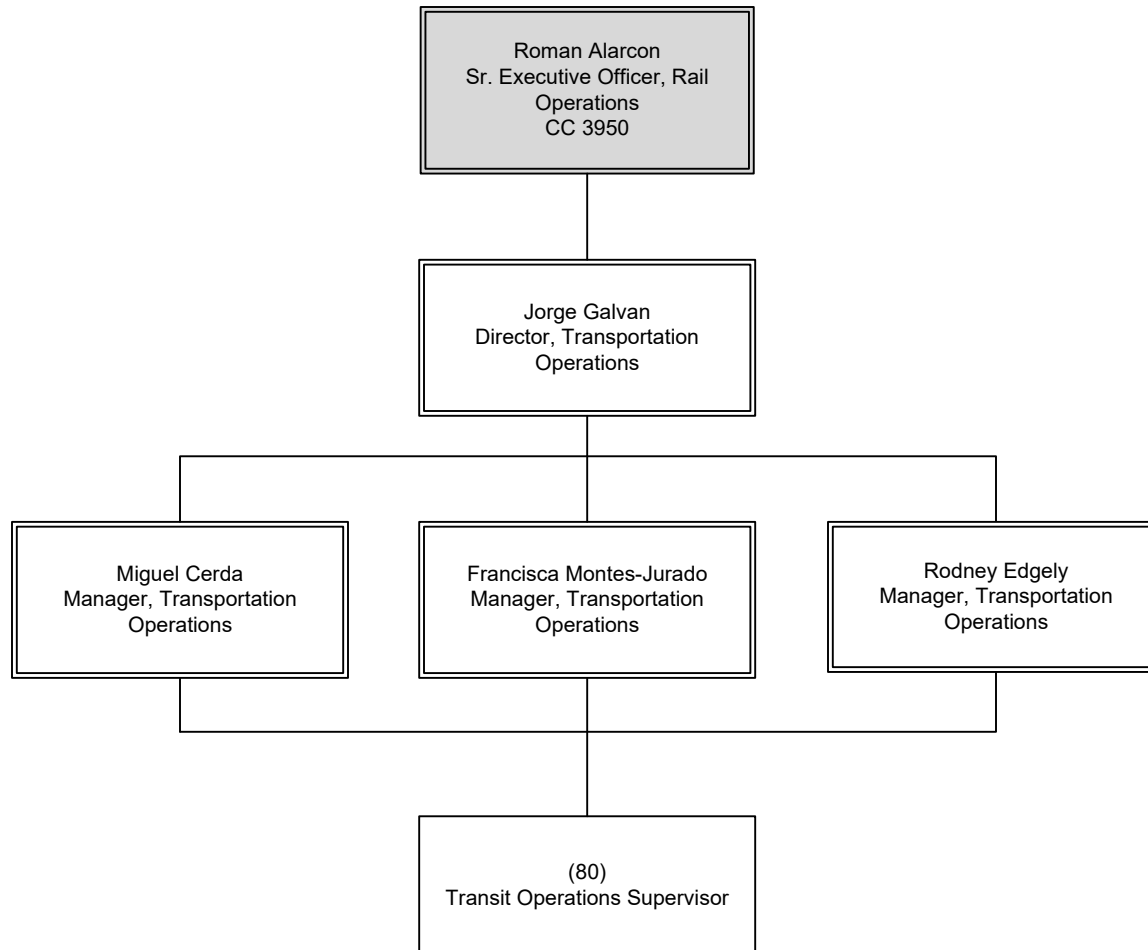 Roman Alarcon
Sr. Executive Officer, Rail
Operations
CC 3950
Jorge Galvan
Director, Transportation
Operations
Miguel Cerda
Manager, Transportation
Operations
Francisca Montes-Jurado
Manager, Transportation
Operations
Rodney Edgely
Manager, Transportation
Operations
(80)
Transit Operations Supervisor